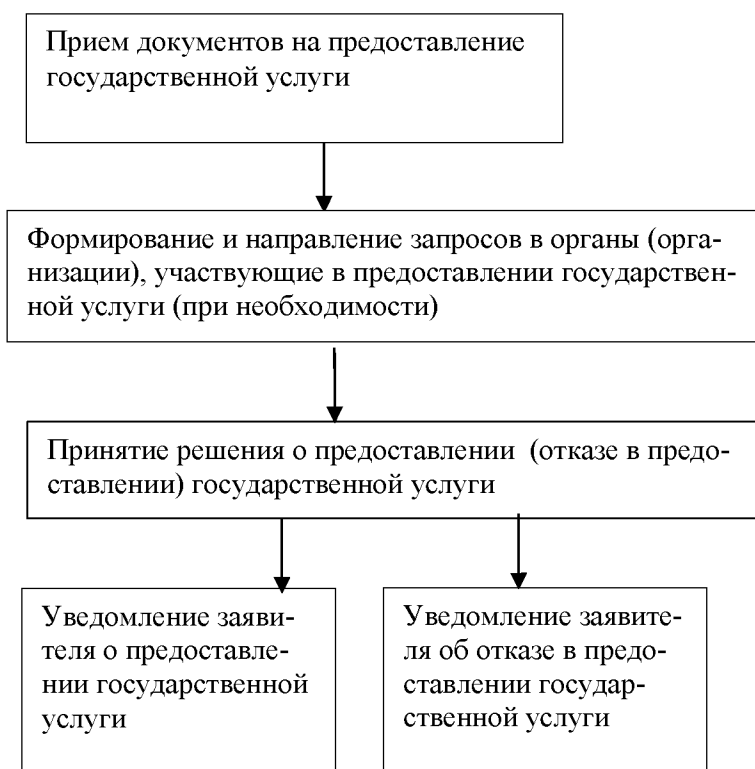 Прием документов на предоставление
государственной услуги
Формирование и направление запросов в органы (орга-
низации), участвующие в предоставлении государствен-
ной услуги (при необходимости)
Принятие решения о предоставлении  (отказе в предо-
ставлении) государственной услуги
Уведомление заяви-
теля о предоставле-
нии государственной
услуги
Уведомление заявите-
ля об отказе в предо-
ставлении государ-
ственной услуги